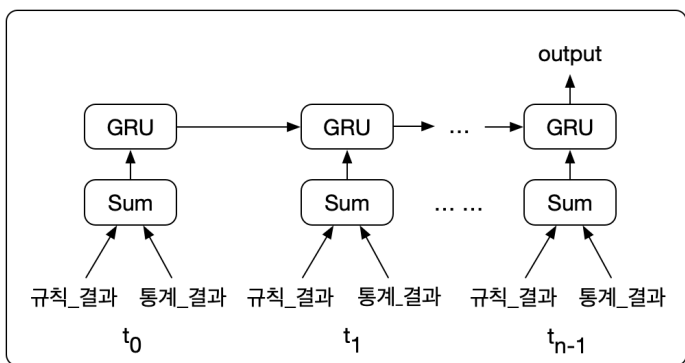 output
GRU GRU ... GRU
Sum Sum ... ... Sum
규칙_결과 통계_결과 규칙_결과 통계_결과 규칙_결과 통계_결과
t0 t1 tn-1